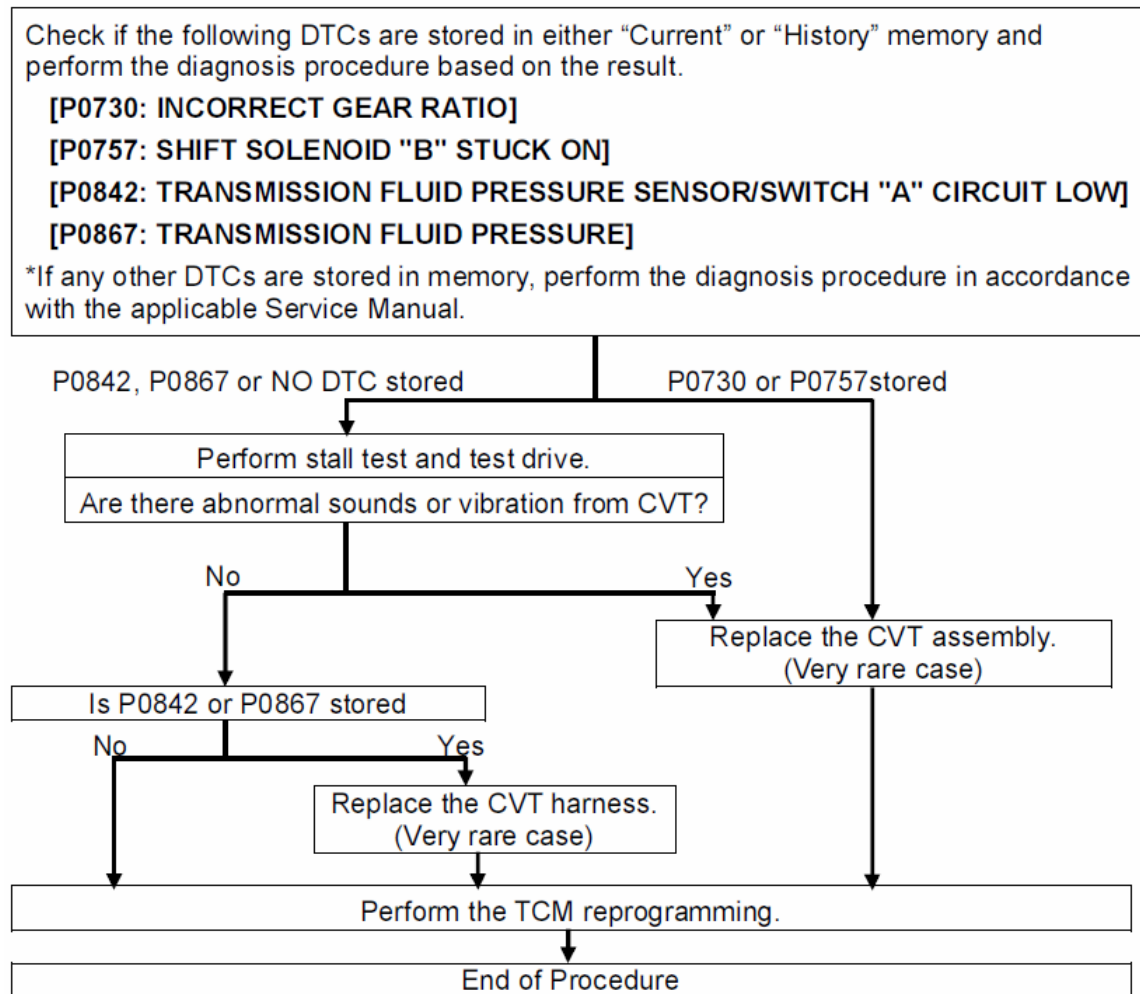 Check if the following DTCs are stored in either “Current” or “History” memory and
perform the diagnosis procedure based on the result.
[P0730: INCORRECT GEAR RATIO]
[P0757: SHIFT SOLENOID "B" STUCK ON]
[P0842: TRANSMISSION FLUID PRESSURE SENSOR/SWITCH "A" CIRCUIT LOW]
[P0867: TRANSMISSION FLUID PRESSURE]
*If any other DTCs are stored in memory, perform the diagnosis procedure in accordance
with the applicable Service Manual.
P0842, P0867 or NO DTC stored
P0730 or P0757stored
Perform stall test and test drive.
Are there abnormal sounds or vibration from CVT?
No
Yes
Replace the CVT assembly.
(Very rare case)
Is P0842 or P0867 stored
No
Yes
Replace the CVT harness.
(Very rare case)
Perform the TCM reprogramming.
End of Procedure